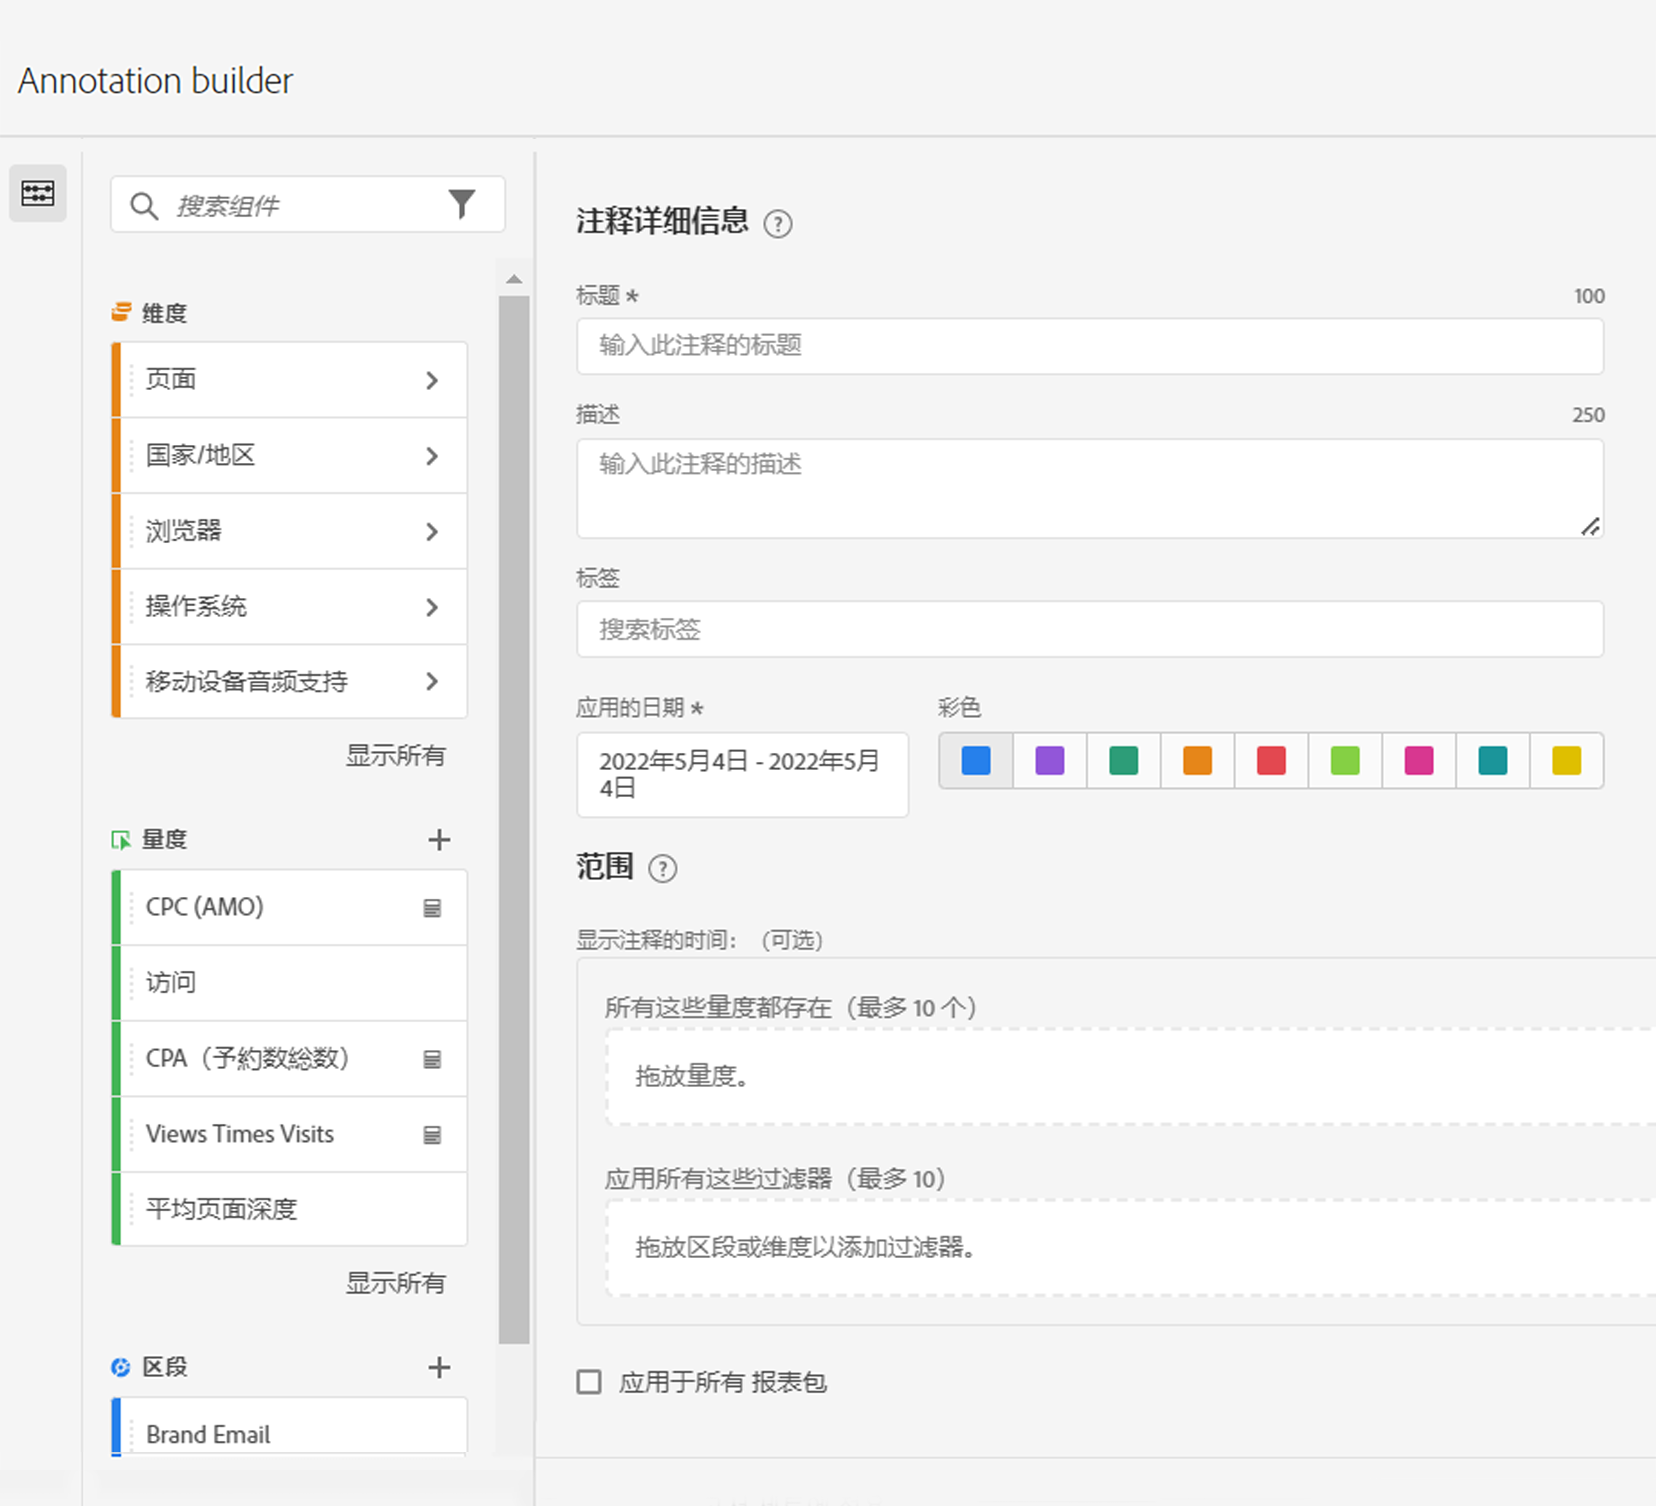 Annotation builder
搜索组件
维度
页面
国家/地区
浏览器
操作系统
移动设备音频支持
显示所有
量度
CPC (AMO)
访问
CPA（予約数総数）
Views Times Visits
平均页面深度
显示所有
区段
Brand Email
注释详细信息
标题 *
100
输入此注释的标题
描述
250
输入此注释的描述
标签
搜索标签
应用的日期 *
彩色
2022年5月4日 - 2022年5月
4日
范围
显示注释的时间： (可选)
所有这些量度都存在（最多 10 个）
拖放量度。
应用所有这些过滤器（最多 10）
拖放区段或维度以添加过滤器。
应用于所有 报表包